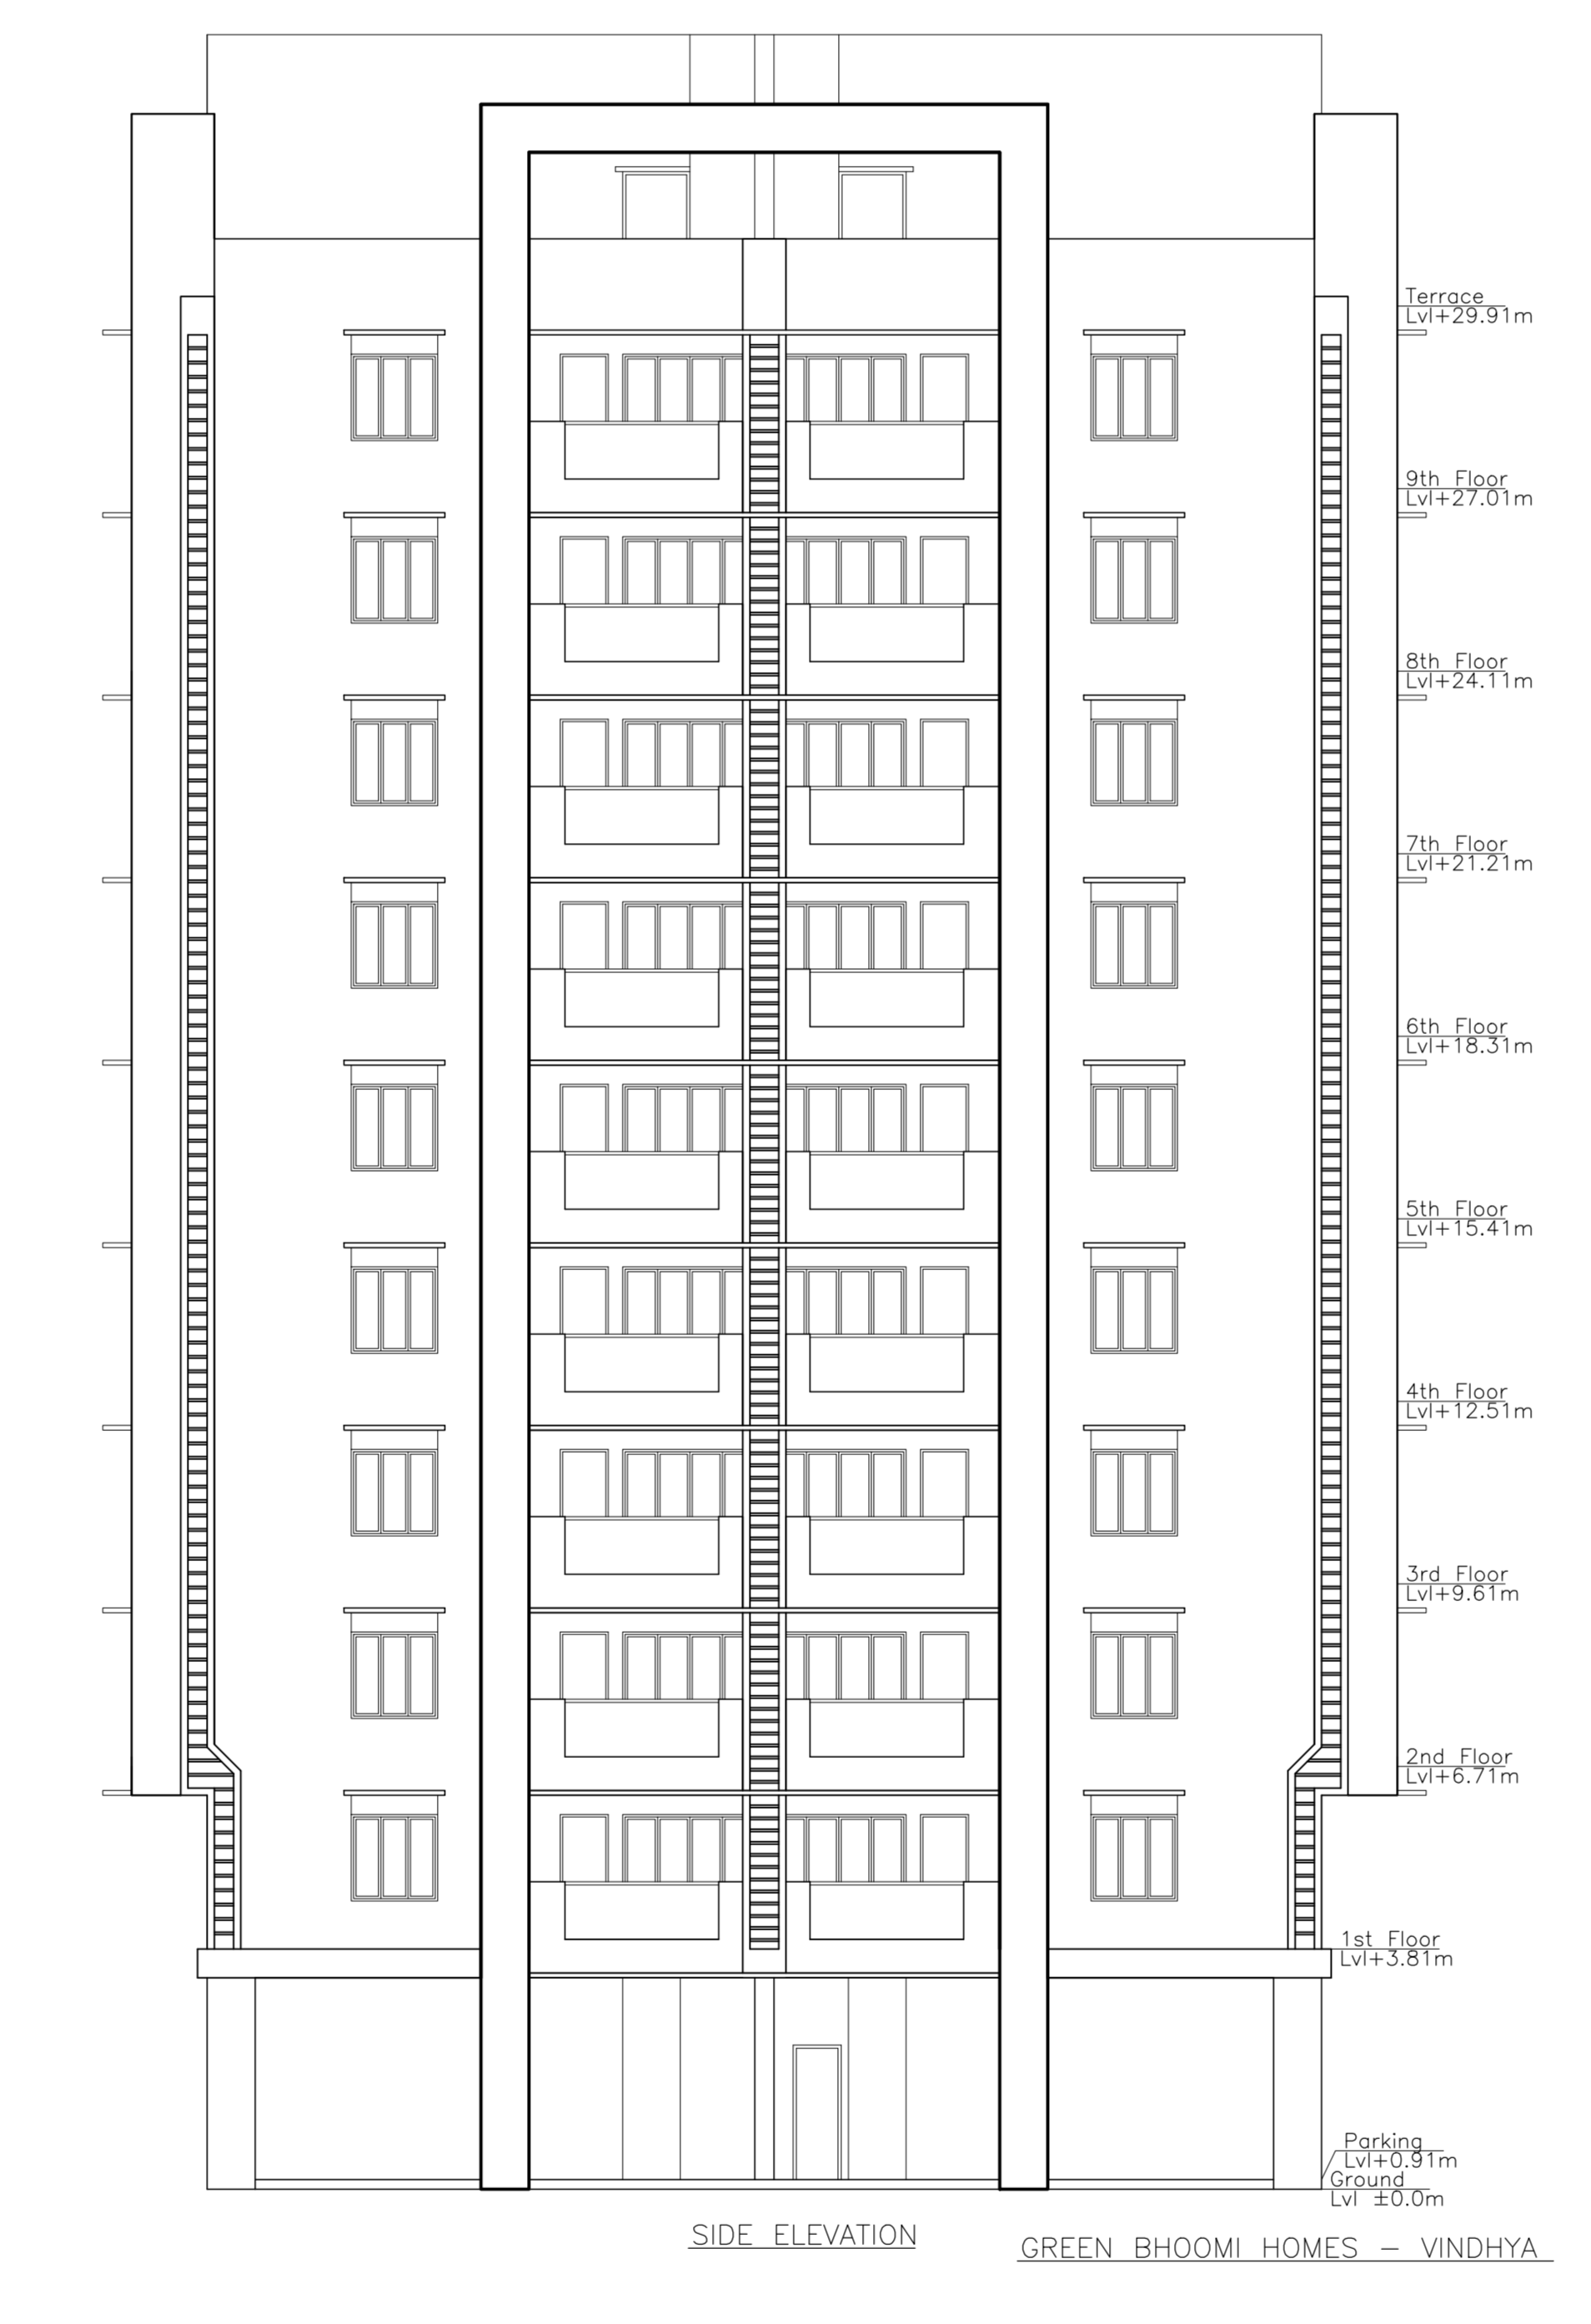 Terrace
Lvl+29.91m
9th Floor
Lvl+27.01m
8th Floor
Lvl+24.11m
7th Floor
Lvl+21.21m
6th Floor
Lvl+18.31m
5th Floor
Lvl+15.41m
4th Floor
Lvl+12.51m
3rd Floor
Lvl+9.61m
2nd Floor
Lvl+6.71m
1st Floor
Lvl+3.81m
Parking
Lvl+0.91m
Ground
Lvl ±0.0m
SIDE ELEVATION
GREEN BHOOMI HOMES – VINDHYA